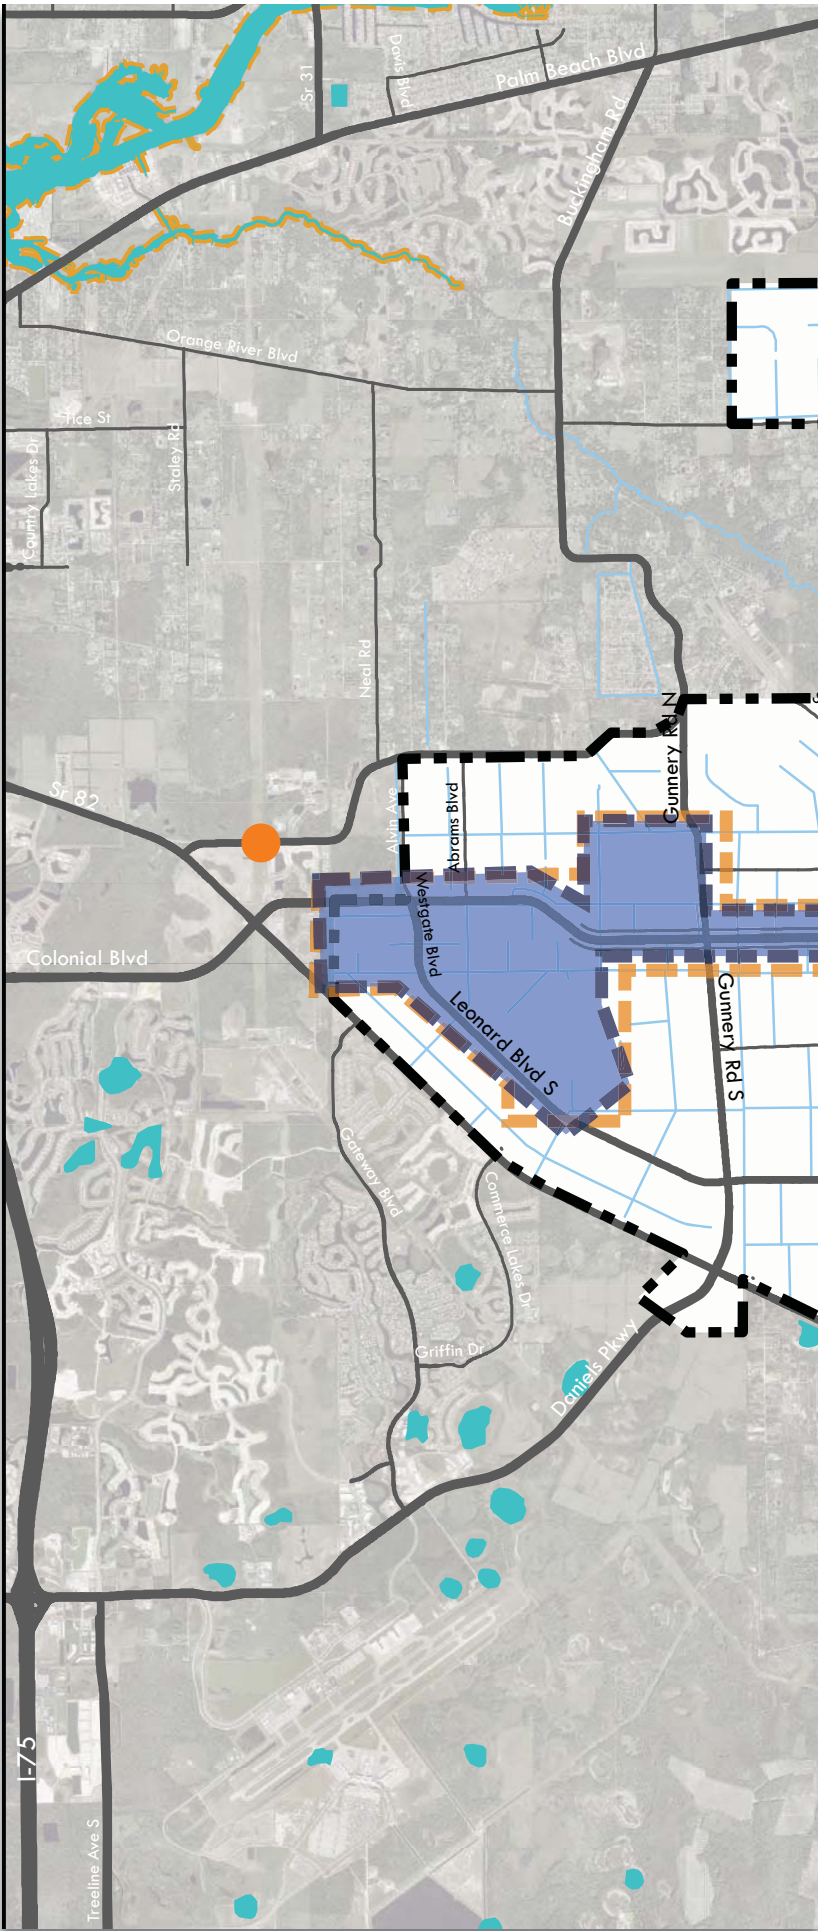 Sr 31
Davis Blvd
Palm Beach Blvd
Buckingham Rd
Orange River Blvd
Tice St
Staley Rd
Country Lakes Dr
Neal Rd
Gunnery Rd N
Sr 82
Alvin Ave
Abrams Blvd
Westgate Blvd
Colonial Blvd
Leonard Blvd S
Gunnery Rd S
Gateway Blvd
Commerce Lakes Dr
Griffin Dr
Daniels Pkwy
I-75
Treeline Ave S